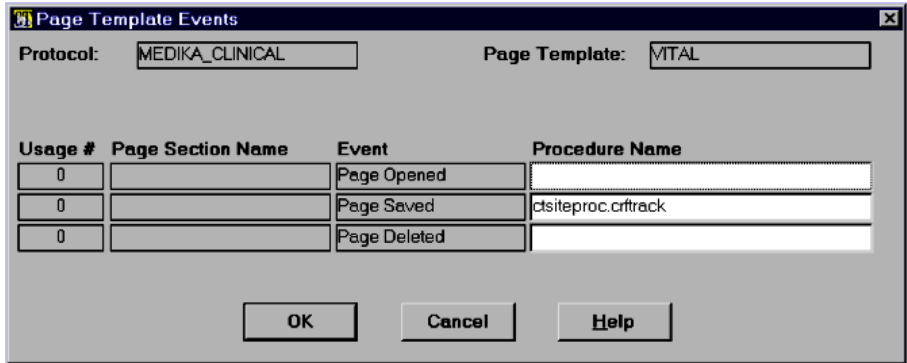 Page Template Events
Protocol: MEDIKA_CLINICAL Page Template: VITAL
Usage # Page Section Name Event Procedure Name
0 Page Opened
0 Page Saved ctsiteproc.crftrack
0 Page Deleted
OK Cancel Help